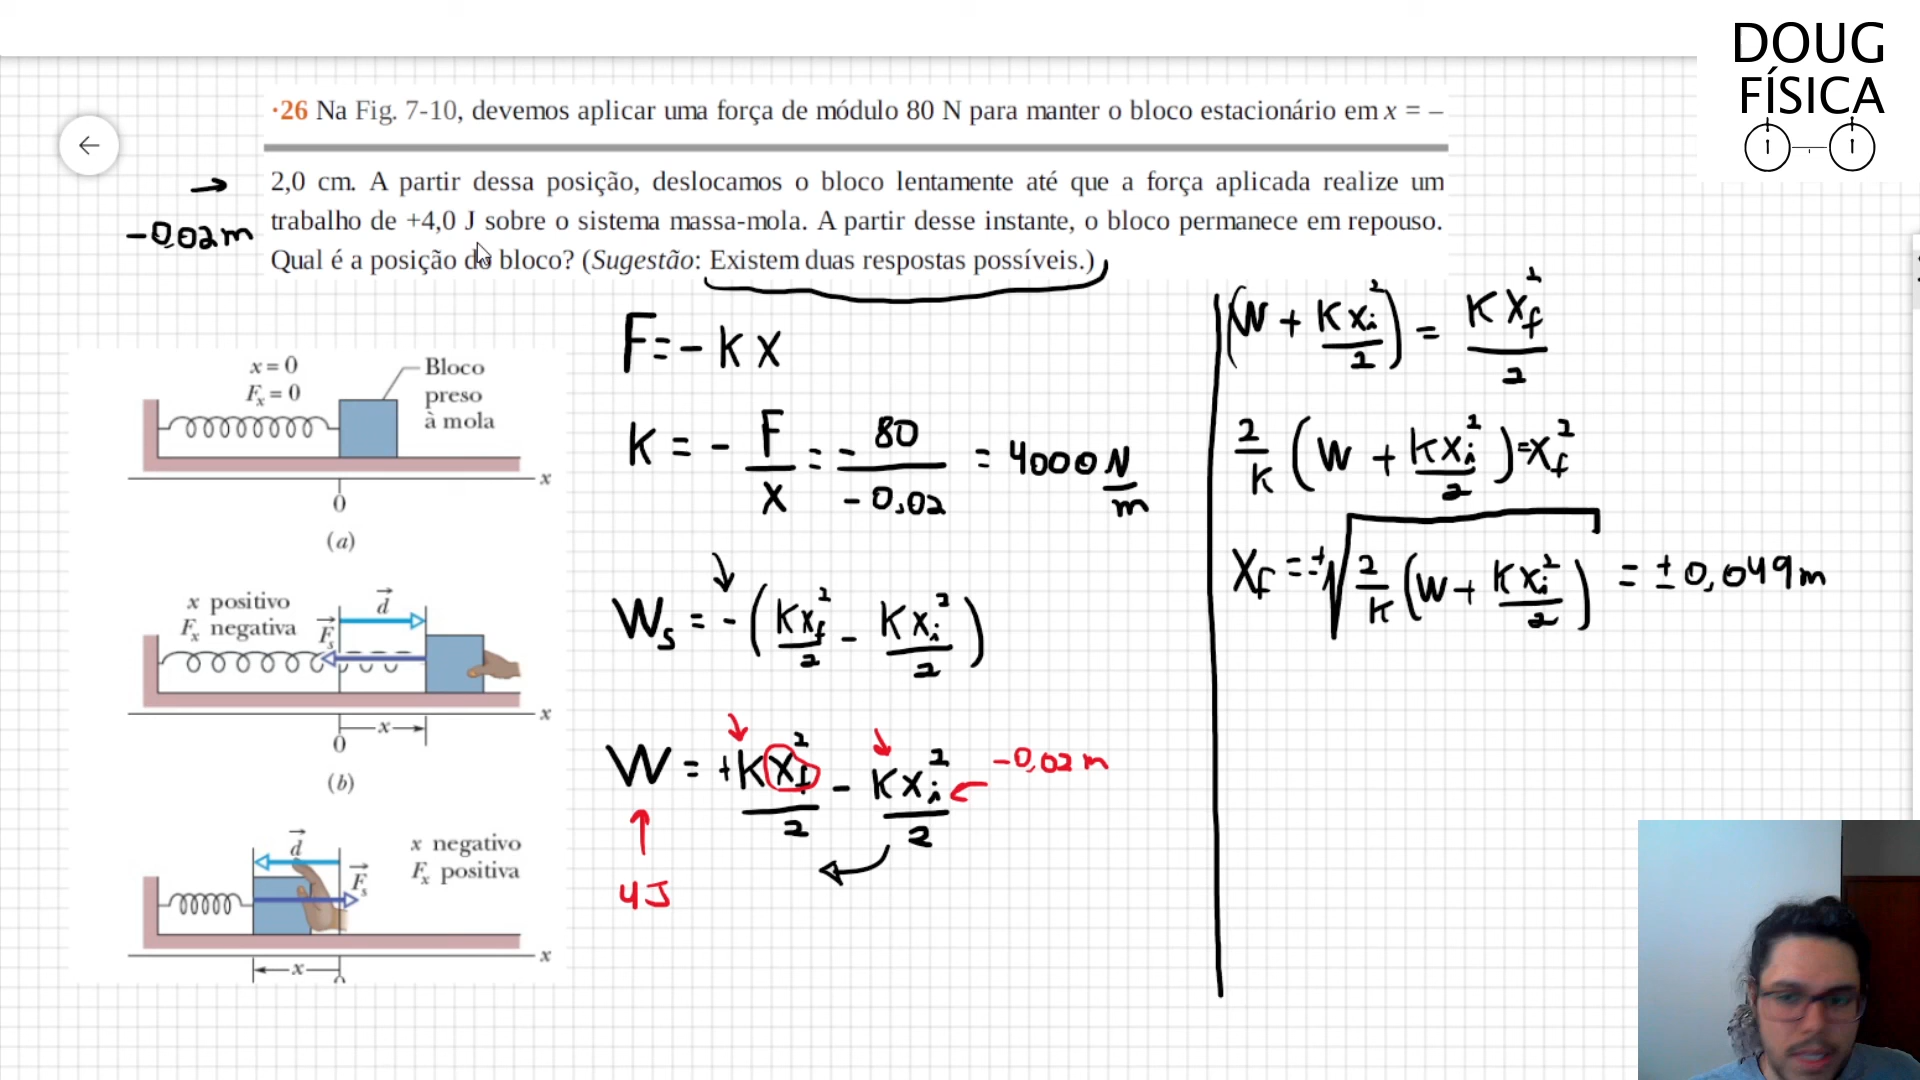 DOUG
FÍSICA
·26 Na Fig. 7-10, devemos aplicar uma força de módulo 80 N para manter o bloco estacionário em x = –
2,0 cm. A partir dessa posição, deslocamos o bloco lentamente até que a força aplicada realize um
trabalho de +4,0 J sobre o sistema massa-mola. A partir desse instante, o bloco permanece em repouso.
Qual é a posição do bloco? (Sugestão: Existem duas respostas possíveis.)
→
-0,02m
x = 0
Fx = 0
Bloco
preso
à mola
x
0
(a)
x positivo
Fx negativa
d
Fs
x
x
0
(b)
d
x negativo
Fx positiva
Fs
x
x
F = - K X
K = - F/X = - 80/- 0,02 = 4000 N/m
Ws = - (Kxf²/2 - Kxi²/2)
W = + Kxf²/2 - Kxi²/2
-0,02 m
4J
(W + Kxi²/2) = KXf²/2
2/K (W + Kxi²/2) = Xf²
Xf = ± √2/K (W + Kxi²/2) = ± 0,049m